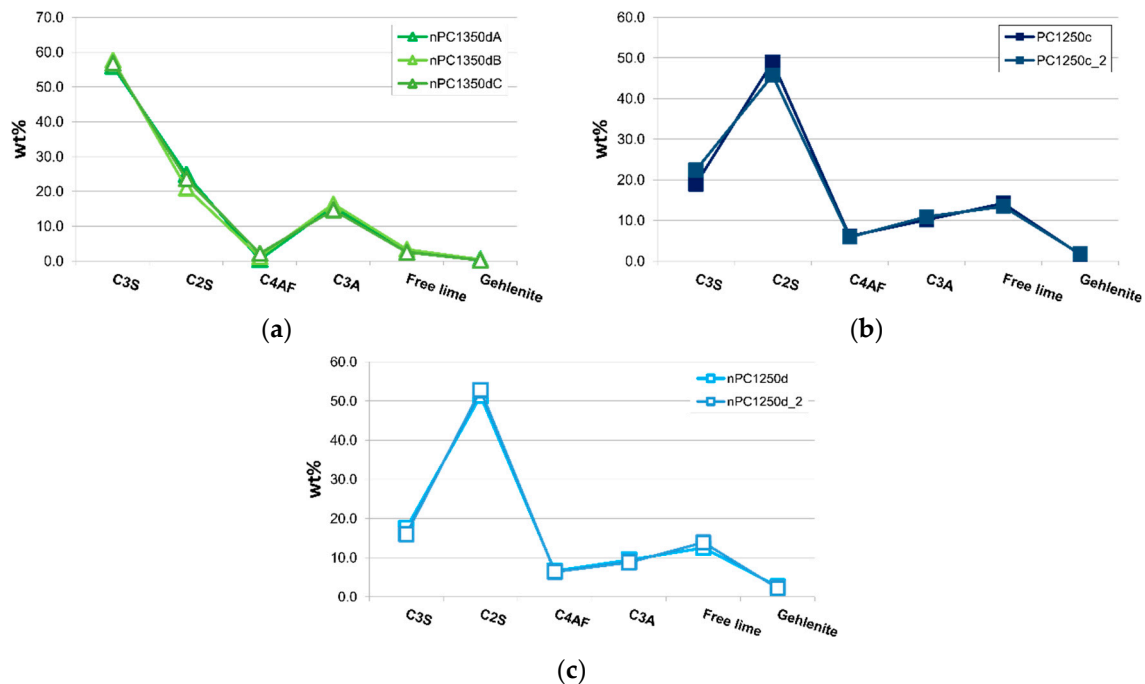 70.0
60.0
50.0
40.0
30.0
20.0
10.0
0.0
wt%
nPC1350dA
nPC1350dB
nPC1350dC
C3S C2S C4AF C3A Free lime Gehlenite
(a)
60.0
50.0
40.0
30.0
20.0
10.0
0.0
wt%
PC1250c
PC1250c_2
C3S C2S C4AF C3A Free lime Gehlenite
(b)
60.0
50.0
40.0
30.0
20.0
10.0
0.0
wt%
nPC1250d
nPC1250d_2
C3S C2S C4AF C3A Free lime Gehlenite
(c)